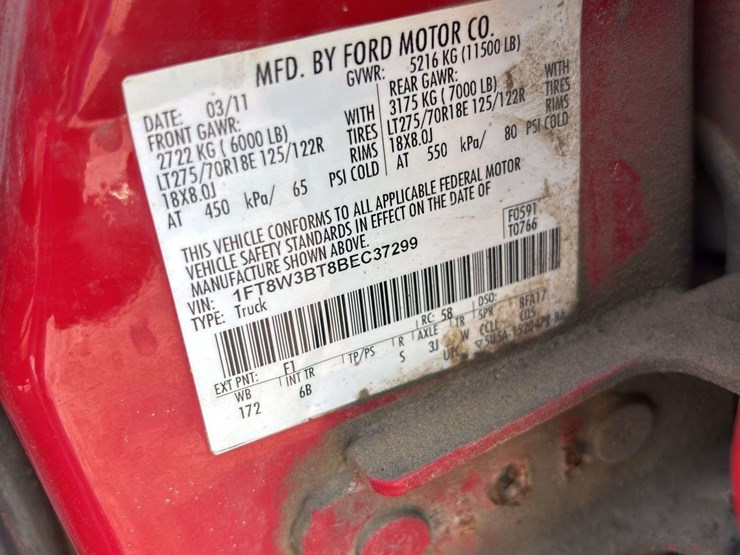 MFD. BY FORD MOTOR CO.
DATE: 03/11
GVWR: 5216 KG (11500 LB)
FRONT GAWR:
2722 KG ( 6000 LB)
WITH
LT275/70R18E 125/122R
TIRES
18X8.0J
RIMS
AT 450 kPa/ 65 PSI COLD
REAR GAWR:
3175 KG ( 7000 LB)
WITH
LT275/70R18E 125/122R
TIRES
18X8.0J
RIMS
AT 550 kPa/ 80 PSI COLD
THIS VEHICLE CONFORMS TO ALL APPLICABLE FEDERAL MOTOR
VEHICLE SAFETY STANDARDS IN EFFECT ON THE DATE OF
MANUFACTURE SHOWN ABOVE.
F0591
T0766
VIN: 1FT8W3BT8BEC37299
TYPE: Truck
EXT PNT: F1
RC: 58
DSO:
WB
INT TR
TP/PS
R
AXLE
TR
SPR
8FA17
172
6B
S
3J
W
CCLL
C05
UPC